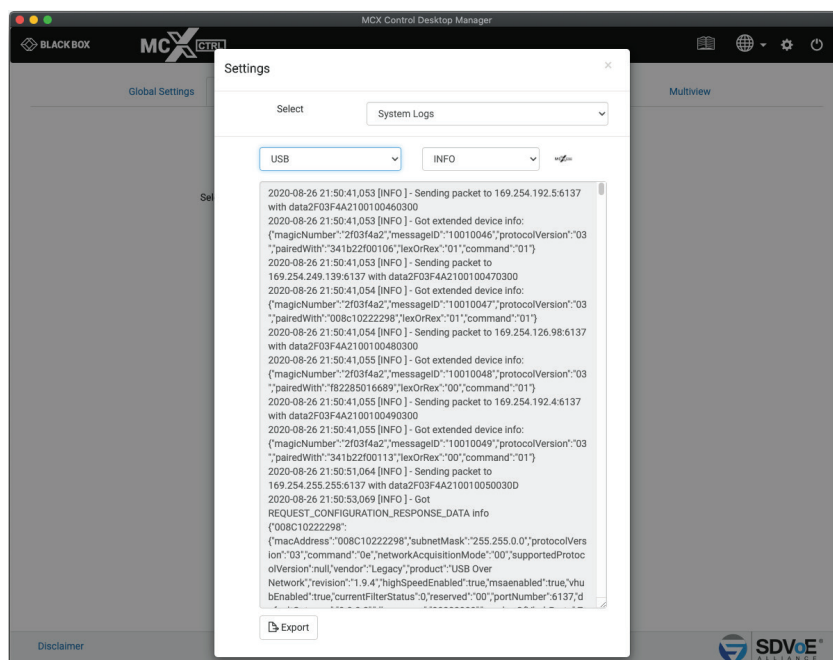 MCX Control Desktop Manager
BLACK BOX
MCX CTRL
Settings
×
Global Settings
Multiview
Select
System Logs
USB
INFO
Sel
2020-08-26 21:50:41,053 [INFO ] - Sending packet to 169.254.192.5:6137
with data2F03F4A2100100460300
2020-08-26 21:50:41,053 [INFO ] - Got extended device info:
{"magicNumber":"2f03f4a2","messageID":"10010046","protocolVersion":"03
","pairedWith":"341b22f00106","lexOrRex":"01","command":"01"}
2020-08-26 21:50:41,053 [INFO ] - Sending packet to
169.254.249.139:6137 with data2F03F4A2100100470300
2020-08-26 21:50:41,054 [INFO ] - Got extended device info:
{"magicNumber":"2f03f4a2","messageID":"10010047","protocolVersion":"03
","pairedWith":"008c10222298","lexOrRex":"01","command":"01"}
2020-08-26 21:50:41,054 [INFO ] - Sending packet to 169.254.126.98:6137
with data2F03F4A2100100480300
2020-08-26 21:50:41,055 [INFO ] - Got extended device info:
{"magicNumber":"2f03f4a2","messageID":"10010048","protocolVersion":"03
","pairedWith":"f82285016689","lexOrRex":"00","command":"01"}
2020-08-26 21:50:41,055 [INFO ] - Sending packet to 169.254.192.4:6137
with data2F03F4A2100100490300
2020-08-26 21:50:41,055 [INFO ] - Got extended device info:
{"magicNumber":"2f03f4a2","messageID":"10010049","protocolVersion":"03
","pairedWith":"341b22f00113","lexOrRex":"00","command":"01"}
2020-08-26 21:50:51,064 [INFO ] - Sending packet to
169.254.255.255:6137 with data2F03F4A210010050030D
2020-08-26 21:50:53,069 [INFO ] - Got
REQUEST_CONFIGURATION_RESPONSE_DATA info
{"008C10222298":
{"macAddress":"008C10222298","subnetMask":"255.255.0.0","protocolVers
ion":"03","command":"0e","networkAcquisitionMode":"00","supportedProtoc
olVersion":null,"vendor":"Legacy","product":"USB Over
Network","revision":"1.9.4","highSpeedEnabled":true,"msaenabled":true,"vhu
bEnabled":true,"currentFilterStatus":0,"reserved":"00","portNumber":6137,"d
Export
Disclaimer
SDVoE
ALLIANCE